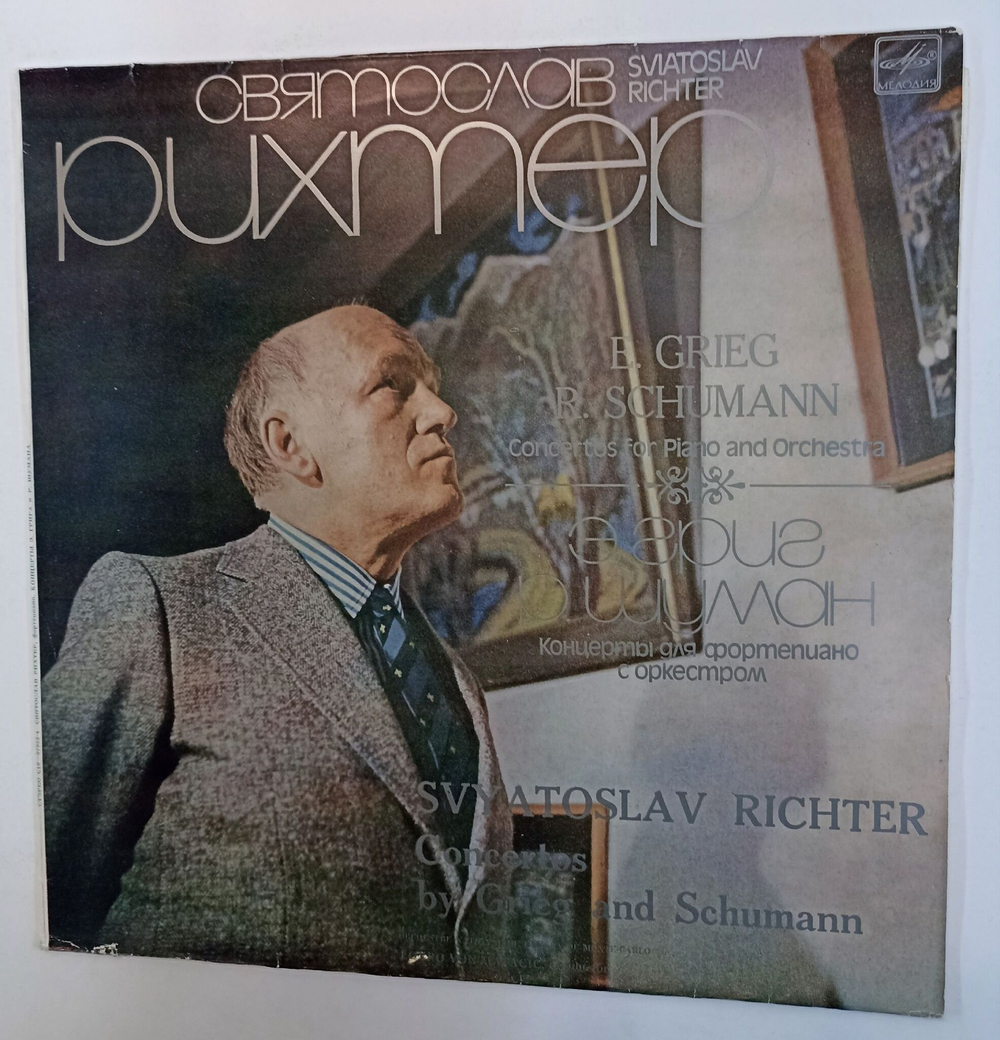 СВЯТОСЛАВ
SVIATOSLAV
RICHTER
РИХТЕР
МЕЛОДИЯ
E. GRIEG
R. SCHUMANN
Concertos for Piano and Orchestra
Э. ГРИГ
Р. ШУМАН
Концерты для фортепиано
с оркестром
SVYATOSLAV RICHTER
Concertos
by Grieg and Schumann